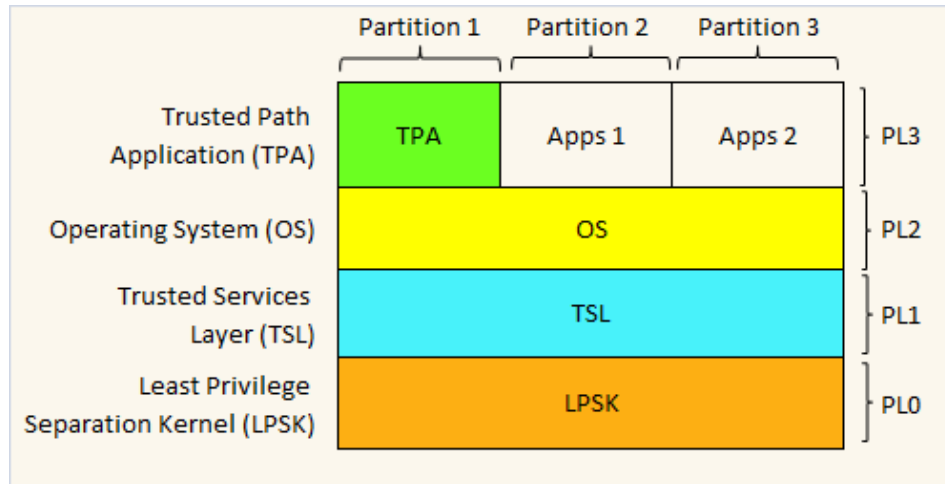 Partition 1 Partition 2 Partition 3
Trusted Path
Application (TPA)
TPA Apps 1 Apps 2 PL3
Operating System (OS) OS PL2
Trusted Services
Layer (TSL)
TSL PL1
Least Privilege
Separation Kernel (LPSK)
LPSK PL0